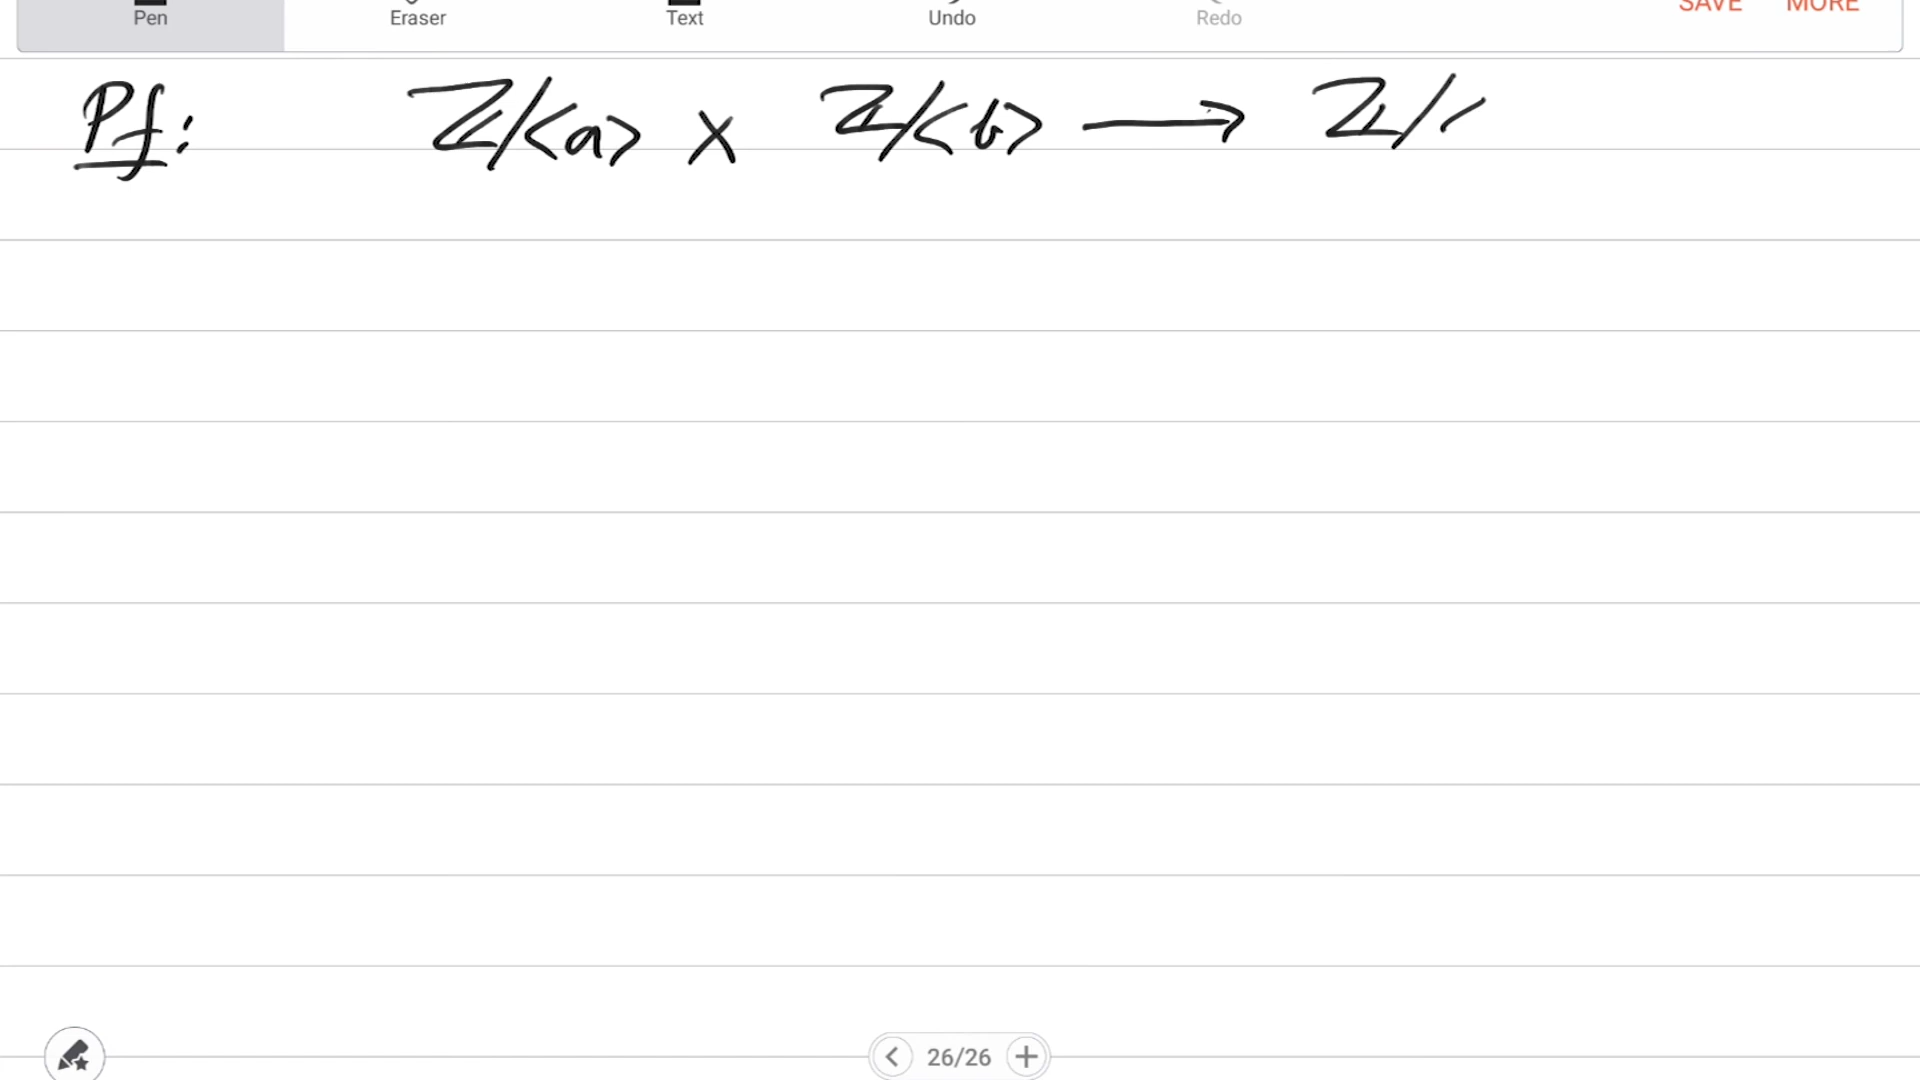 Pen Eraser Text Undo Redo SAVE MORE
Pf: ℤ/<a> × ℤ/<b> ⟶ ℤ/<
26/26